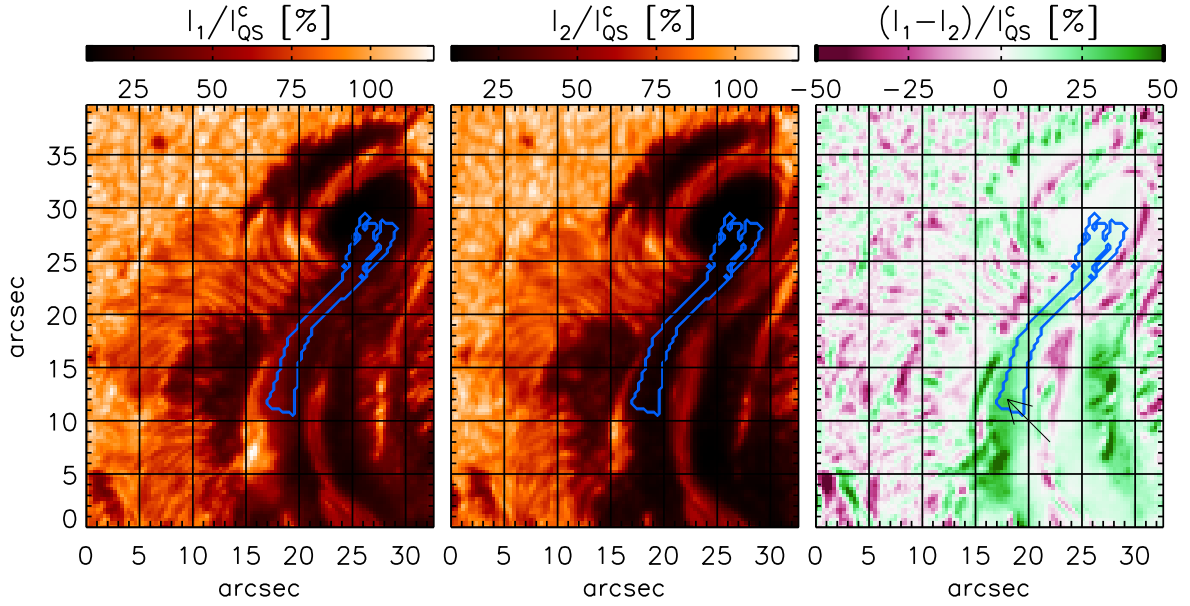 I₁/I^c_QS [%]
I₂/I^c_QS [%]
(I₁−I₂)/I^c_QS [%]
25 50 75 100
25 50 75 100
−50 −25 0 25 50
35
30
25
20
15
10
5
0
arcsec
0 5 10 15 20 25 30
0 5 10 15 20 25 30
0 5 10 15 20 25 30
arcsec
arcsec
arcsec